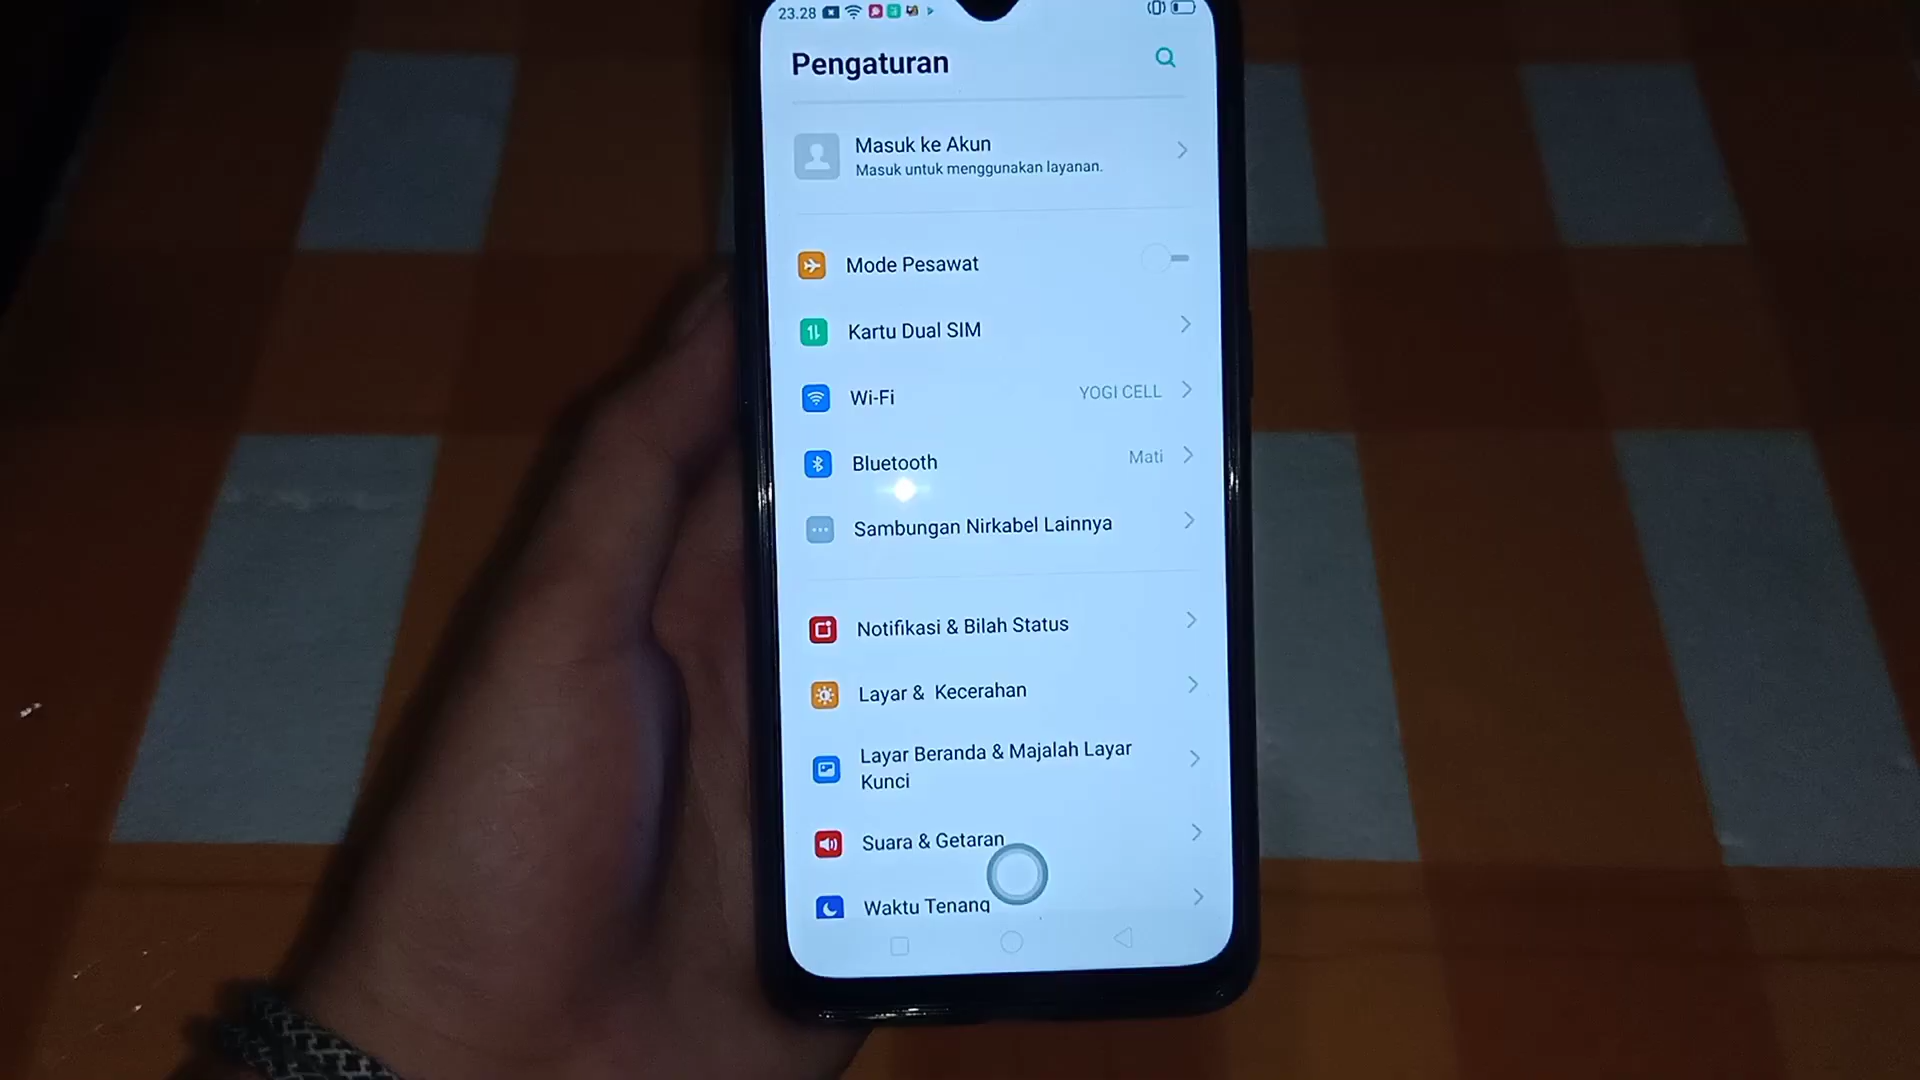 23.28
Pengaturan
Masuk ke Akun
Masuk untuk menggunakan layanan.
Mode Pesawat
Kartu Dual SIM
Wi-Fi YOGI CELL
Bluetooth Mati
Sambungan Nirkabel Lainnya
Notifikasi & Bilah Status
Layar & Kecerahan
Layar Beranda & Majalah Layar
Kunci
Suara & Getaran
Waktu Tenang